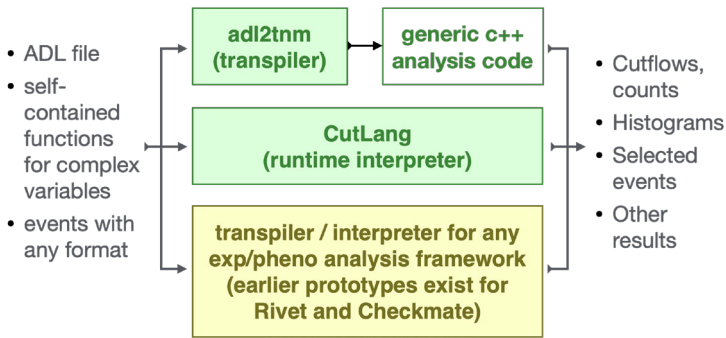 • ADL file
• self-
contained
functions
for complex
variables
• events with
any format
adl2tnm
(transpiler)
generic c++
analysis code
CutLang
(runtime interpreter)
transpiler / interpreter for any
exp/pheno analysis framework
(earlier prototypes exist for
Rivet and Checkmate)
• Cutflows,
counts
• Histograms
• Selected
events
• Other
results